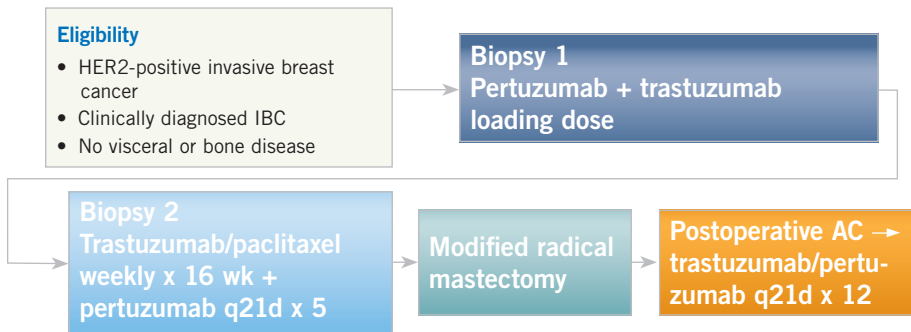 Eligibility
• HER2-positive invasive breast
cancer
• Clinically diagnosed IBC
• No visceral or bone disease
Biopsy 1
Pertuzumab + trastuzumab
loading dose
Biopsy 2
Trastuzumab/paclitaxel
weekly x 16 wk +
pertuzumab q21d x 5
Modified radical
mastectomy
Postoperative AC →
trastuzumab/pertu-
zumab q21d x 12